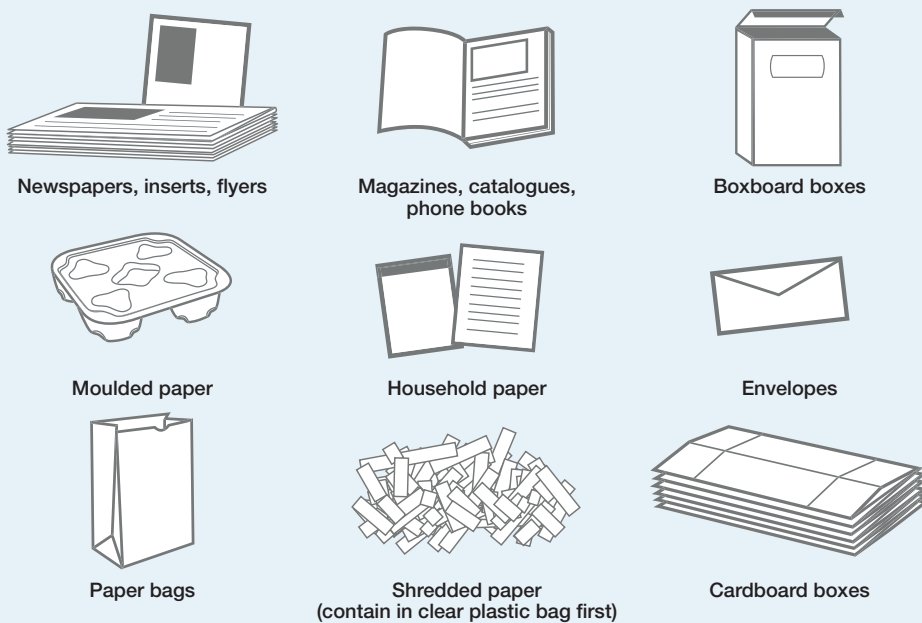 Newspapers, inserts, flyers
Magazines, catalogues,
phone books
Boxboard boxes
Moulded paper
Household paper
Envelopes
Paper bags
Shredded paper
(contain in clear plastic bag first)
Cardboard boxes